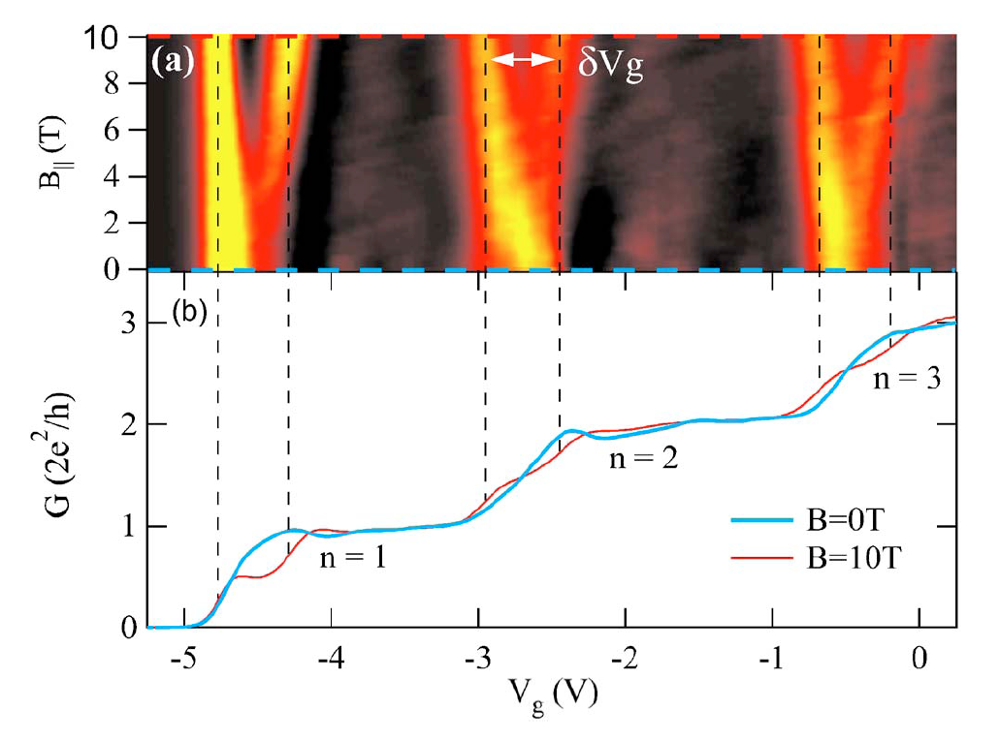 (a)
δVg
10
8
6
4
2
0
B|| (T)
(b)
3
2
1
0
G (2e²/h)
n = 1
n = 2
n = 3
B=0T
B=10T
-5 -4 -3 -2 -1 0
Vg (V)